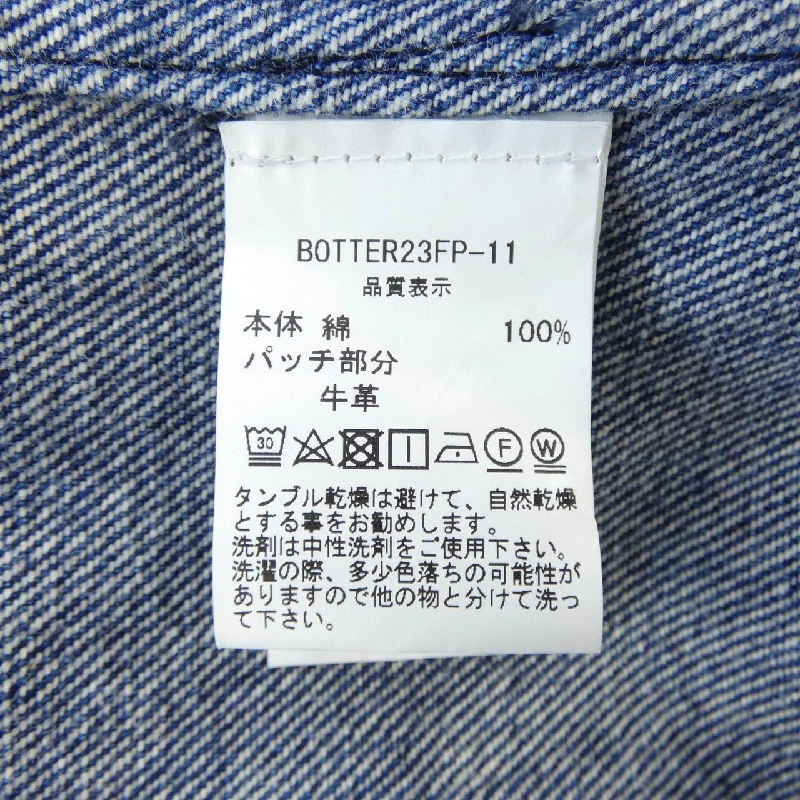 BOTTER23FP-11
品質表示
本体 綿 100%
パッチ部分
牛革
30 F W
タンブル乾燥は避けて、自然乾燥
とする事をお勧めします。
洗剤は中性洗剤をご使用下さい。
洗濯の際、多少色落ちの可能性が
ありますので他の物と分けて洗っ
て下さい。